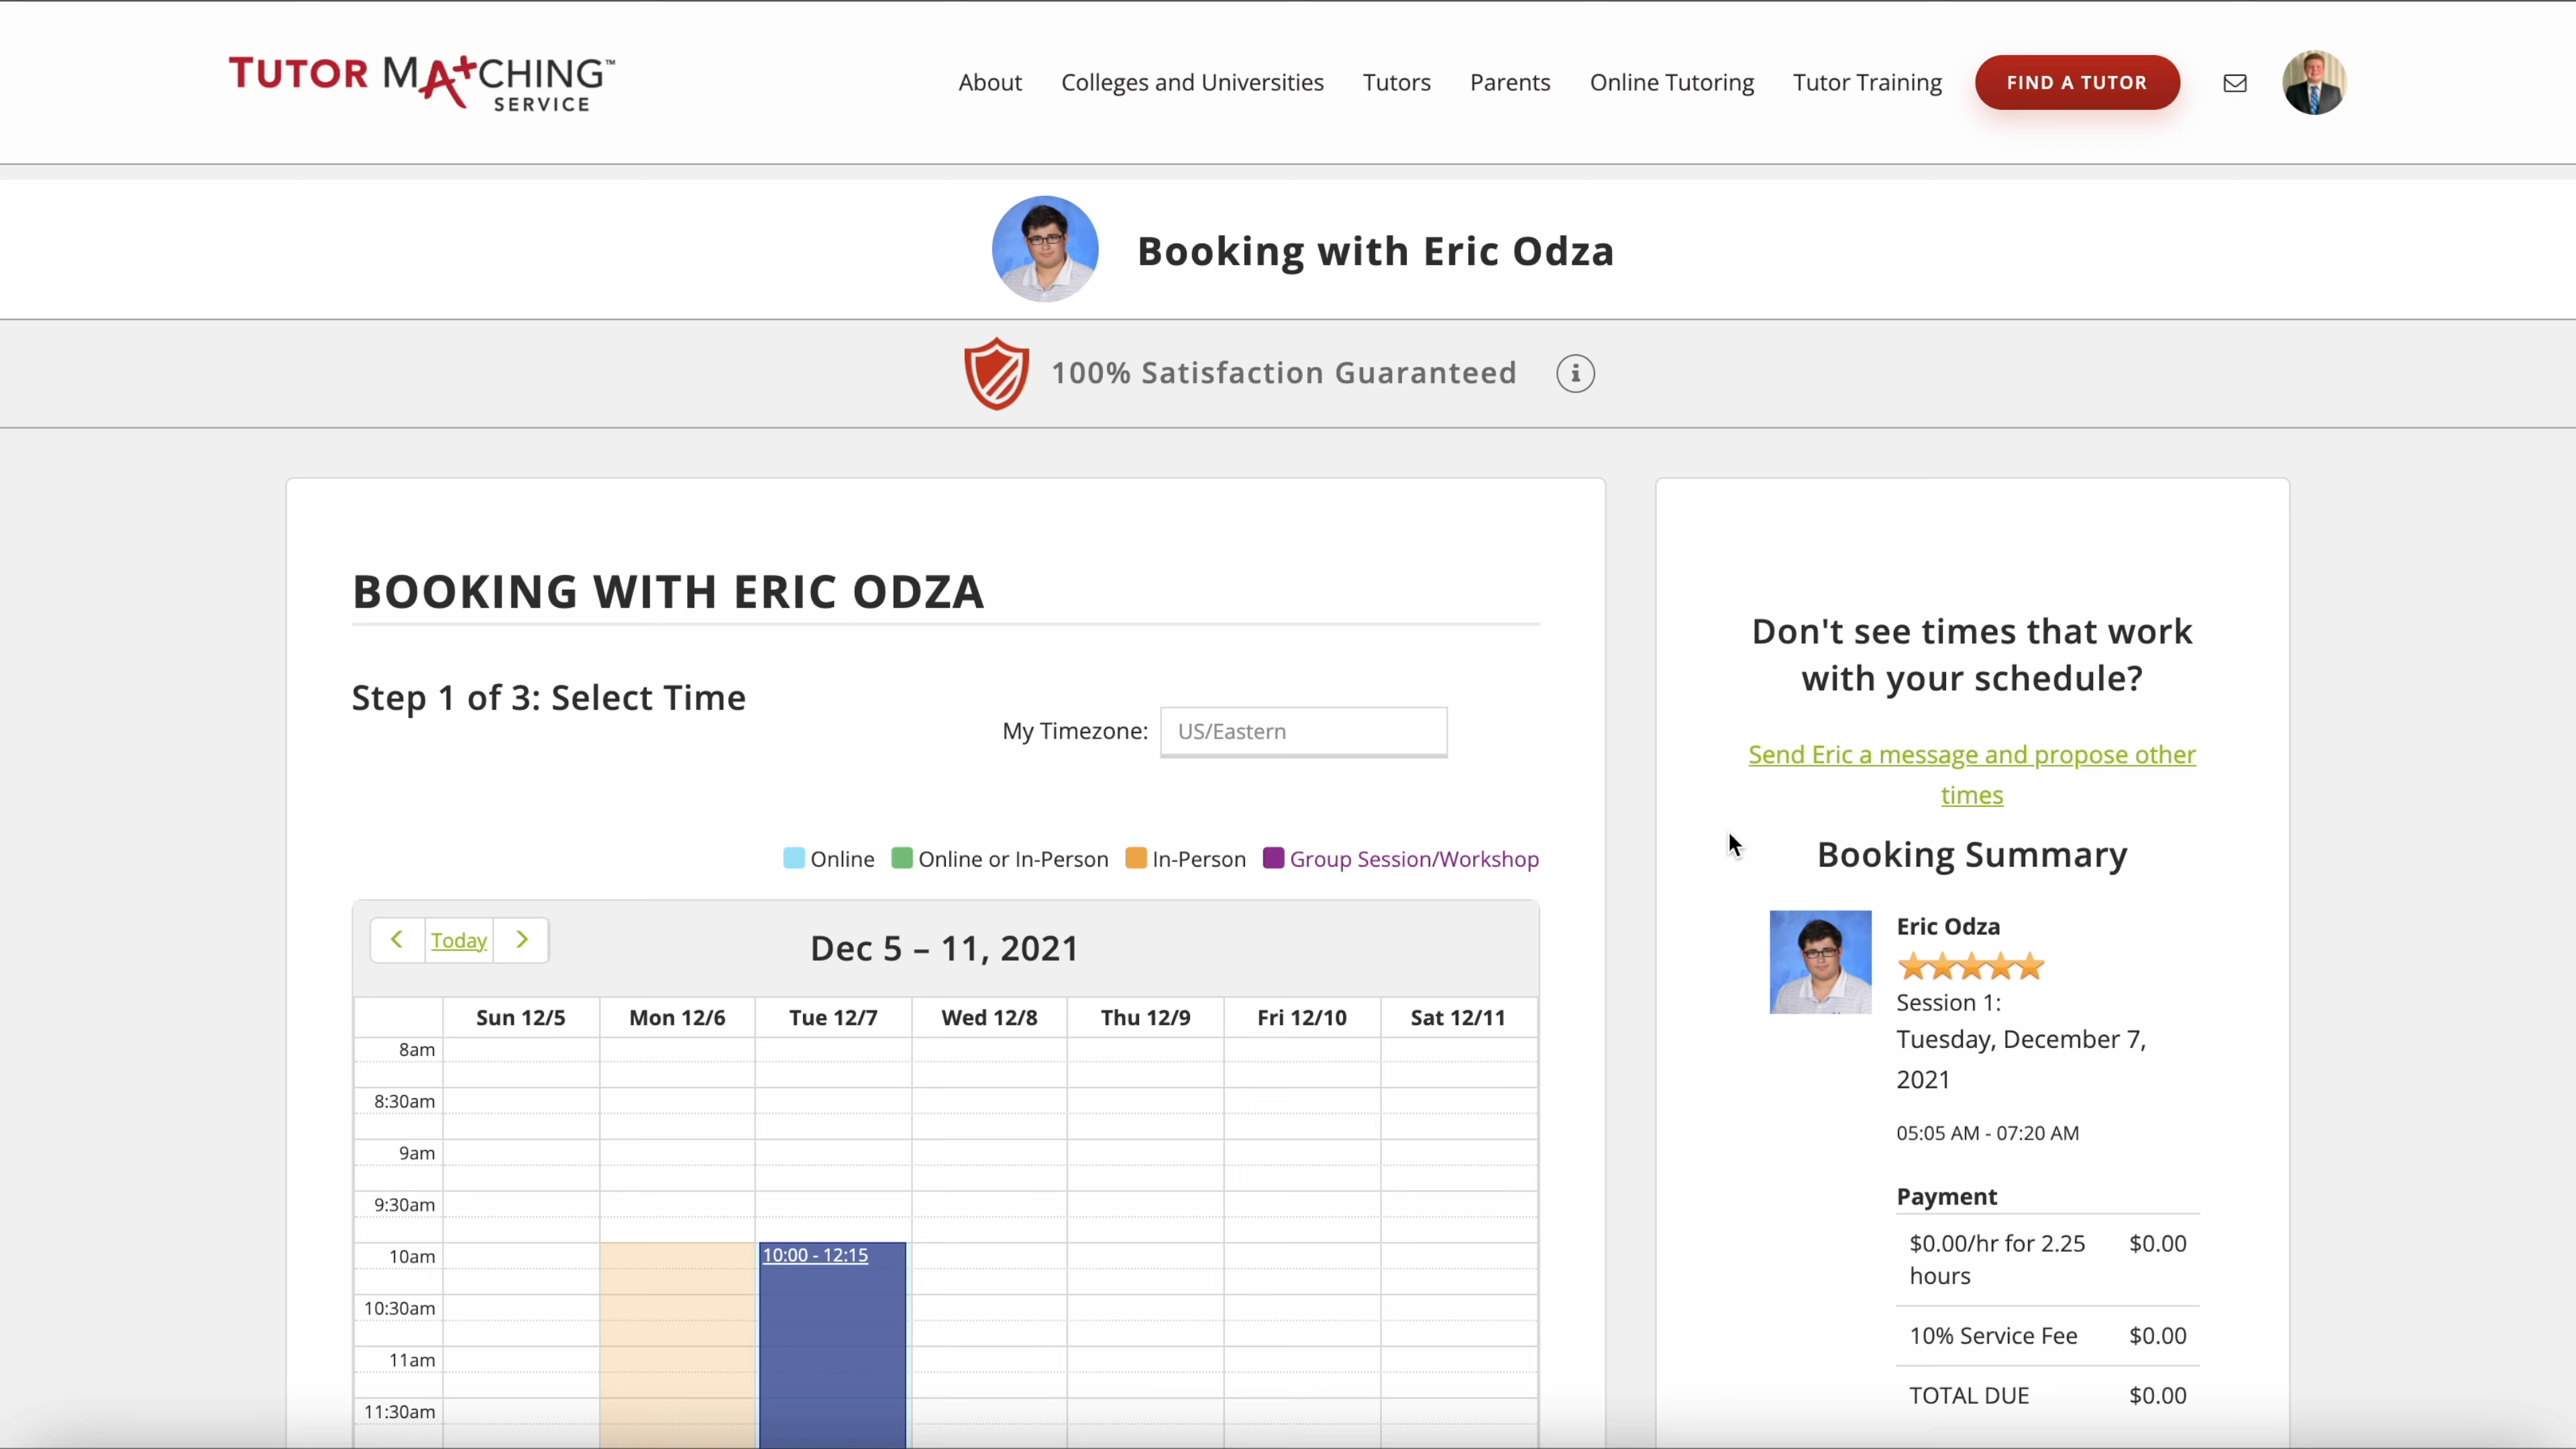 TUTOR MA+CHING™
SERVICE
About Colleges and Universities Tutors Parents Online Tutoring Tutor Training FIND A TUTOR
Booking with Eric Odza
100% Satisfaction Guaranteed i
BOOKING WITH ERIC ODZA
Step 1 of 3: Select Time
My Timezone: US/Eastern
Online Online or In-Person In-Person Group Session/Workshop
Today
Dec 5 – 11, 2021
Sun 12/5 Mon 12/6 Tue 12/7 Wed 12/8 Thu 12/9 Fri 12/10 Sat 12/11
8am
8:30am
9am
9:30am
10am
10:00 - 12:15
10:30am
11am
11:30am
Don't see times that work
with your schedule?
Send Eric a message and propose other
times
Booking Summary
Eric Odza
Session 1:
Tuesday, December 7,
2021
05:05 AM - 07:20 AM
Payment
$0.00/hr for 2.25 $0.00
hours
10% Service Fee $0.00
TOTAL DUE $0.00